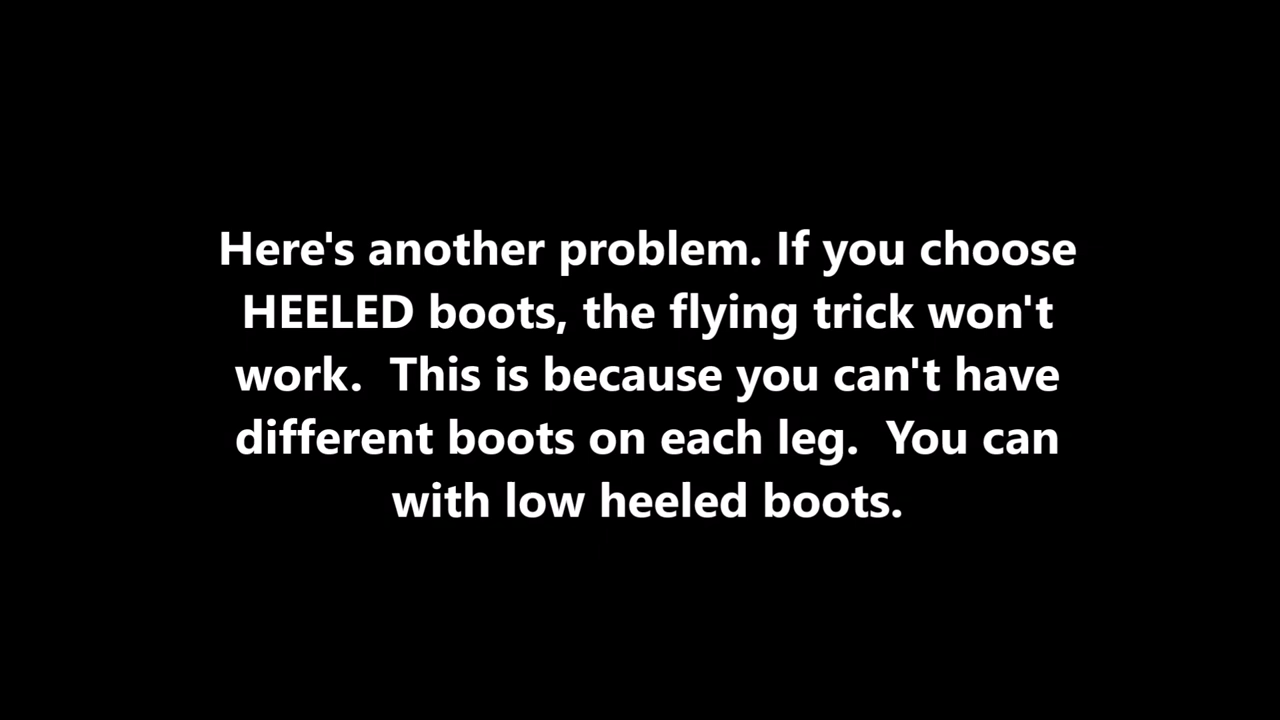 Here's another problem. If you choose
HEELED boots, the flying trick won't
work.  This is because you can't have
different boots on each leg.  You can
with low heeled boots.